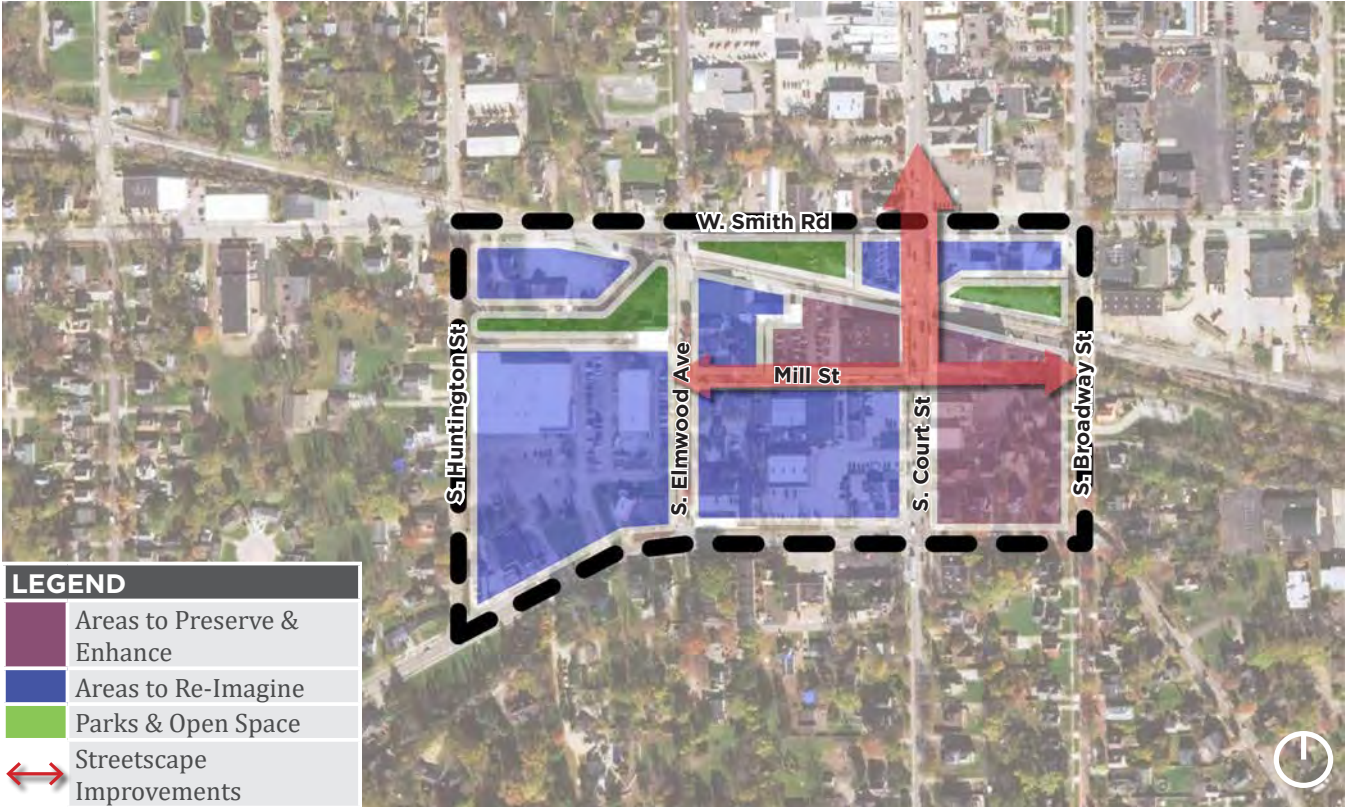 W. Smith Rd
S. Huntington St
S. Elmwood Ave
Mill St
S. Court St
S. Broadway St
LEGEND
Areas to Preserve &
Enhance
Areas to Re-Imagine
Parks & Open Space
Streetscape
Improvements